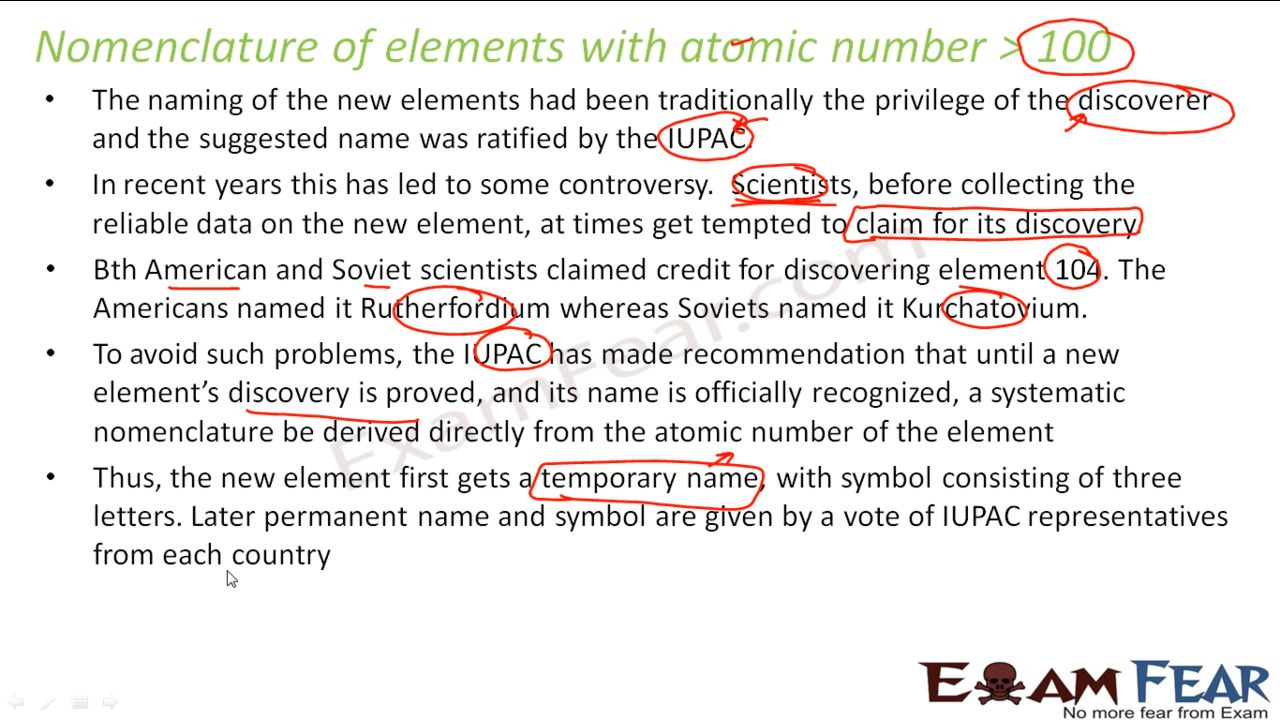 Nomenclature of elements with atomic number > 100
• The naming of the new elements had been traditionally the privilege of the discoverer
and the suggested name was ratified by the IUPAC.
• In recent years this has led to some controversy. Scientists, before collecting the
reliable data on the new element, at times get tempted to claim for its discovery.
• Bth American and Soviet scientists claimed credit for discovering element 104. The
Americans named it Rutherfordium whereas Soviets named it Kurchatovium.
• To avoid such problems, the IUPAC has made recommendation that until a new
element’s discovery is proved, and its name is officially recognized, a systematic
nomenclature be derived directly from the atomic number of the element
• Thus, the new element first gets a temporary name, with symbol consisting of three
letters. Later permanent name and symbol are given by a vote of IUPAC representatives
from each country
ExamFear.com
EXAM FEAR
No more fear from Exam